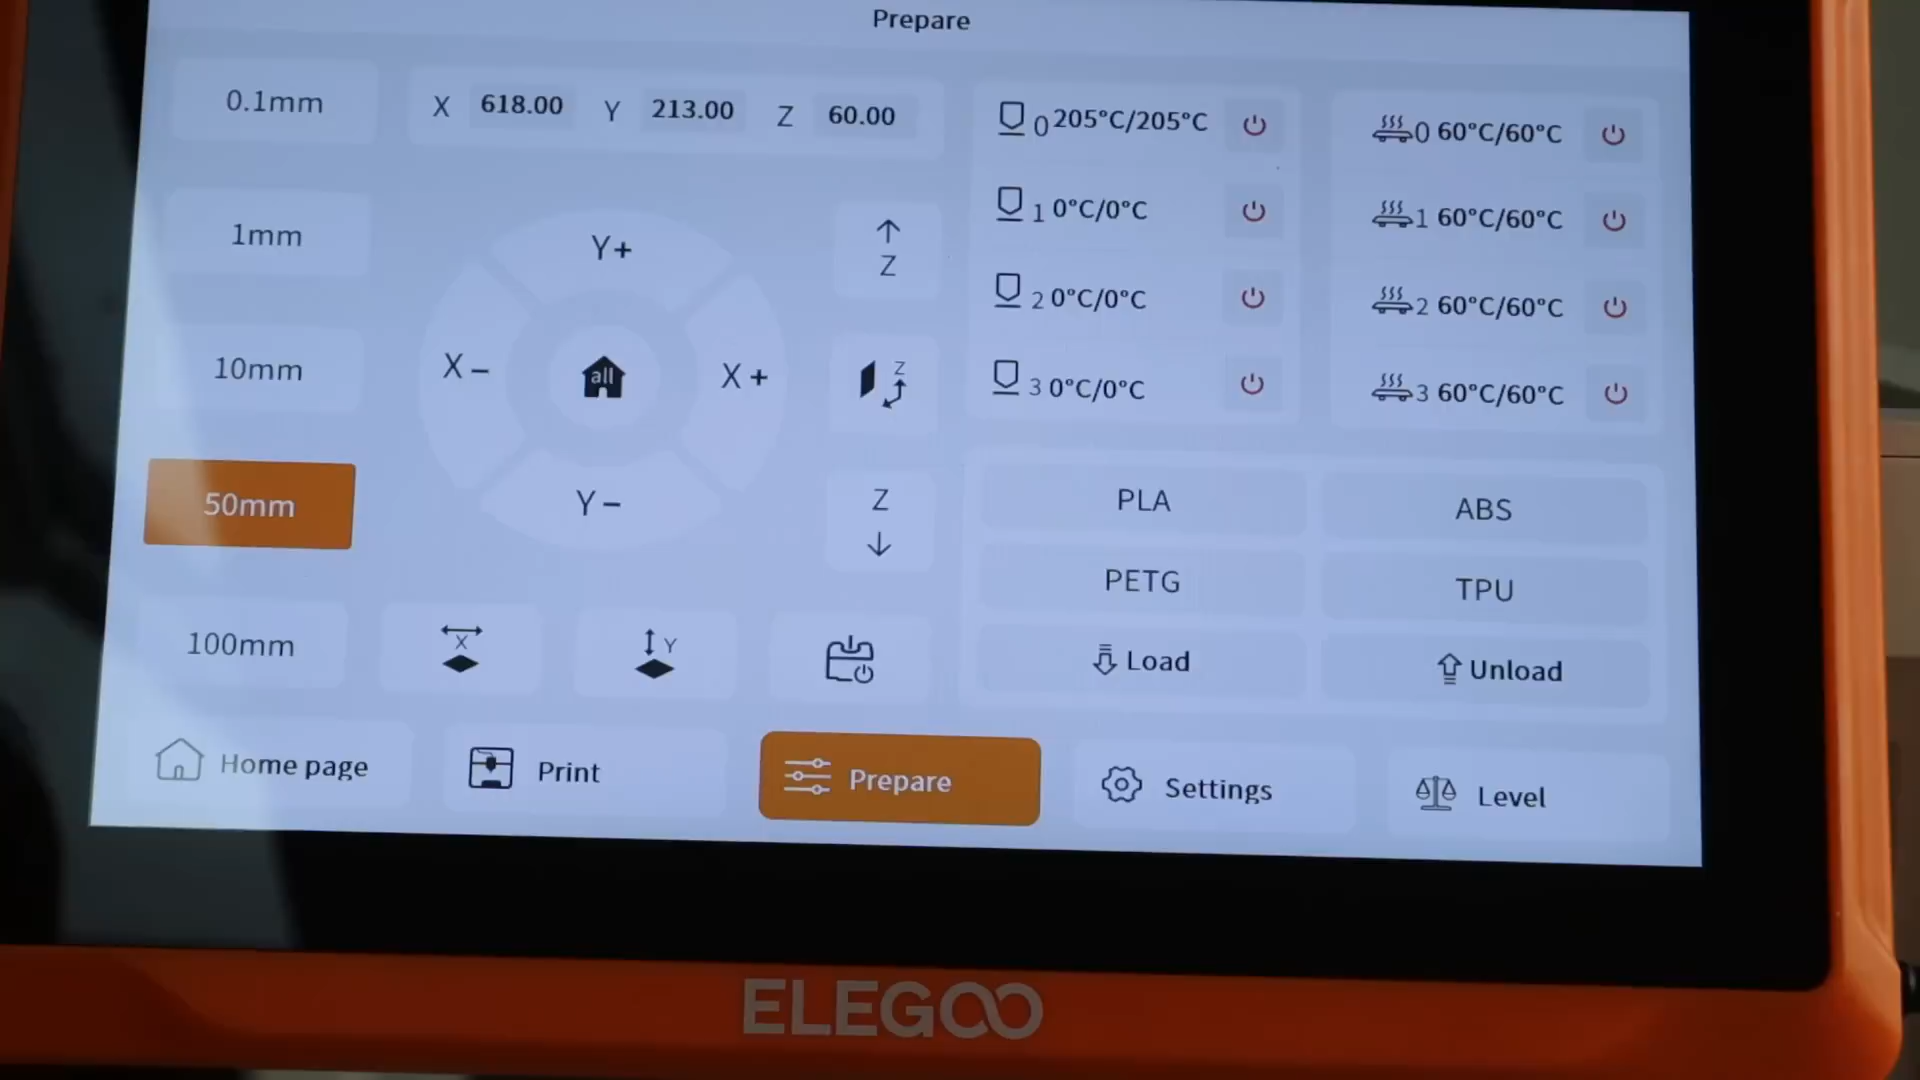 Prepare
0.1mm
X 618.00 Y 213.00 Z 60.00
0 205°C/205°C
0 60°C/60°C
1mm
Y+
Z
1 0°C/0°C
1 60°C/60°C
2 0°C/0°C
2 60°C/60°C
10mm
X -
all
X +
Z
3 0°C/0°C
3 60°C/60°C
50mm
Y -
Z
PLA
ABS
PETG
TPU
100mm
X
Y
Load
Unload
Home page
Print
Prepare
Settings
Level
ELEGOO